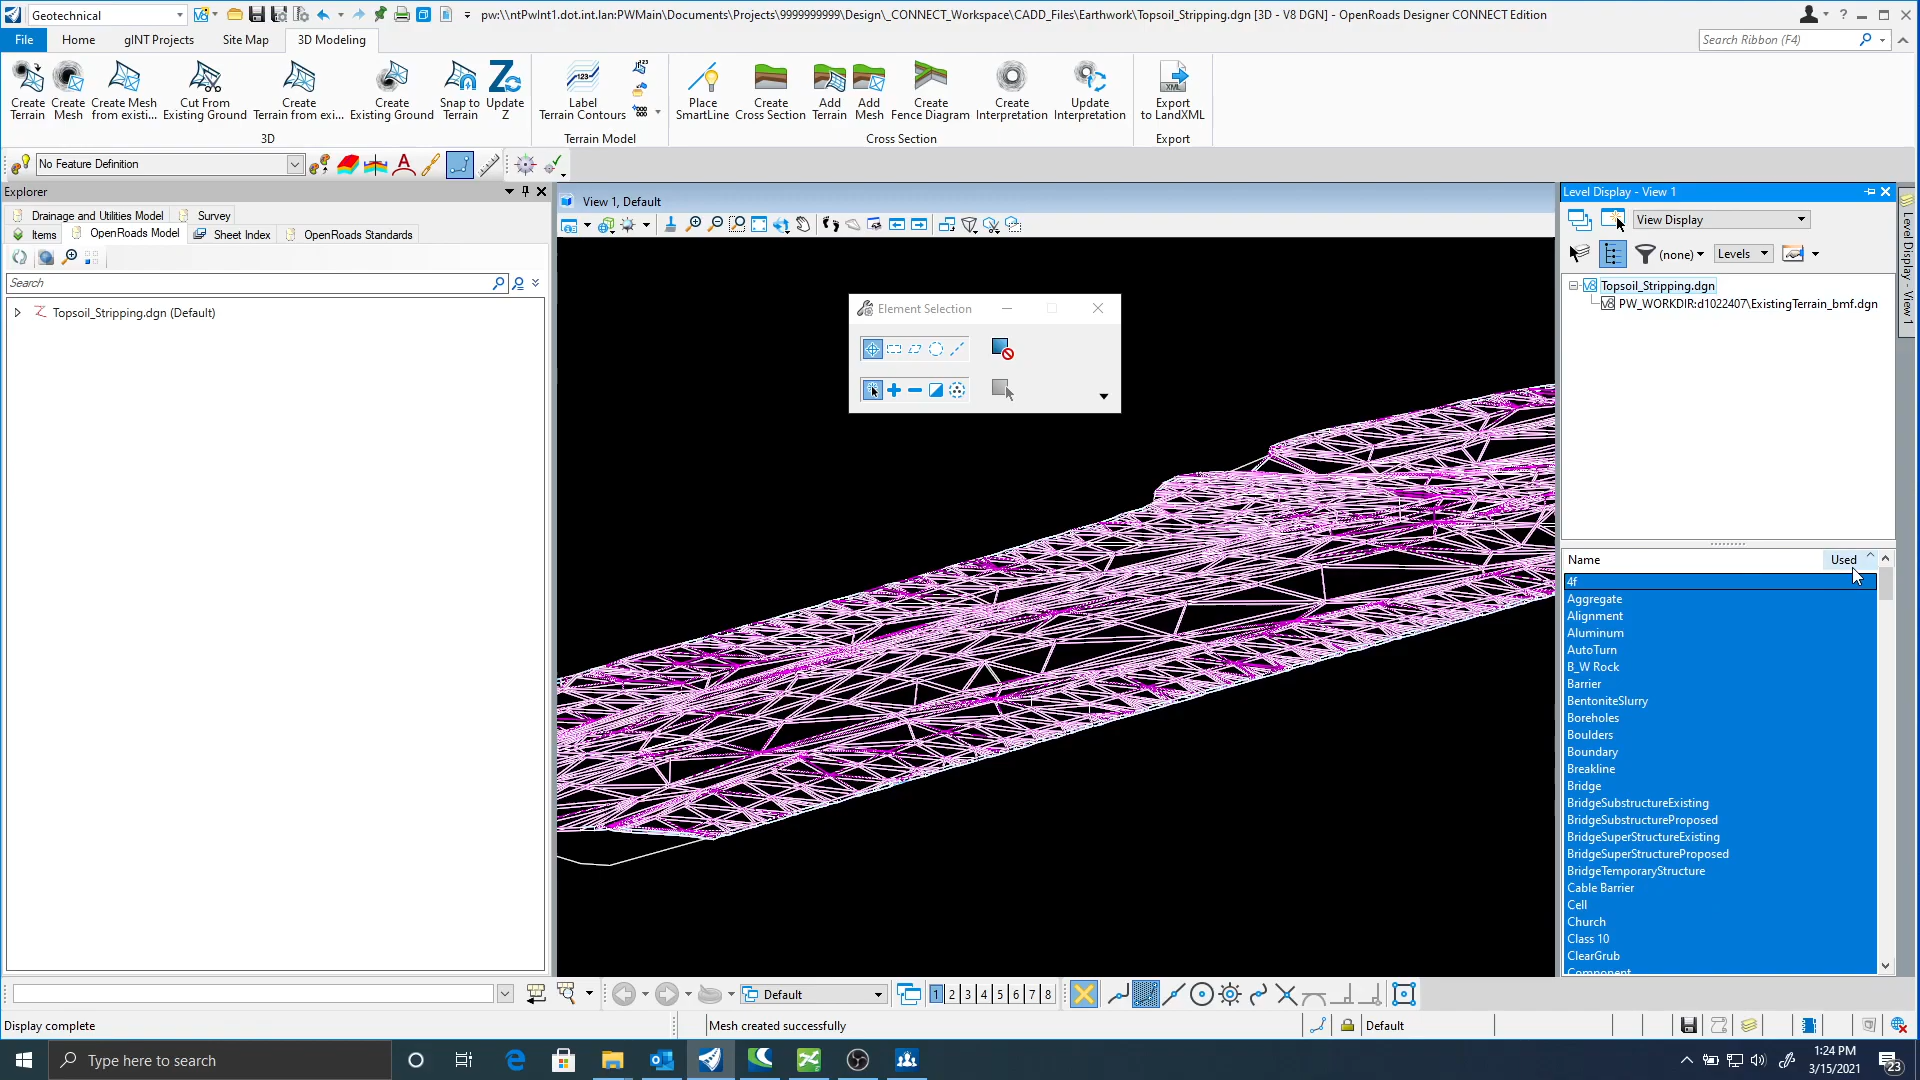 Geotechnical
pw:\\ntPwInt1.dot.int.lan:PWMain\Documents\Projects\9999999999\Design\_CONNECT_Workspace\CADD_Files\Earthwork\Topsoil_Stripping.dgn [3D - V8 DGN] - OpenRoads Designer CONNECT Edition
File
Home
gINT Projects
Site Map
3D Modeling
Search Ribbon (F4)
Create
Terrain
Create
Mesh
Create Mesh
from existi...
Cut From
Existing Ground
Create
Terrain from exi...
Create
Existing Ground
Snap to
Terrain
Update
Z
Label
Terrain Contours
Place
SmartLine
Create
Cross Section
Add
Terrain
Add
Mesh
Create
Fence Diagram
Create
Interpretation
Update
Interpretation
Export
to LandXML
3D
Terrain Model
Cross Section
Export
No Feature Definition
Explorer
Drainage and Utilities Model
Survey
Items
OpenRoads Model
Sheet Index
OpenRoads Standards
Search
Topsoil_Stripping.dgn (Default)
View 1, Default
Element Selection
Level Display - View 1
View Display
(none)
Levels
Topsoil_Stripping.dgn
PW_WORKDIR:d1022407\ExistingTerrain_bmf.dgn
Level Display - View 1
Name
Used
4f
Aggregate
Alignment
Aluminum
AutoTurn
B_W Rock
Barrier
BentoniteSlurry
Boreholes
Boulders
Boundary
Breakline
Bridge
BridgeSubstructureExisting
BridgeSubstructureProposed
BridgeSuperStructureExisting
BridgeSuperStructureProposed
BridgeTemporaryStructure
Cable Barrier
Cell
Church
Class 10
ClearGrub
Component
Default
1 2 3 4 5 6 7 8
Display complete
Mesh created successfully
Default
Type here to search
1:24 PM
3/15/2021
23